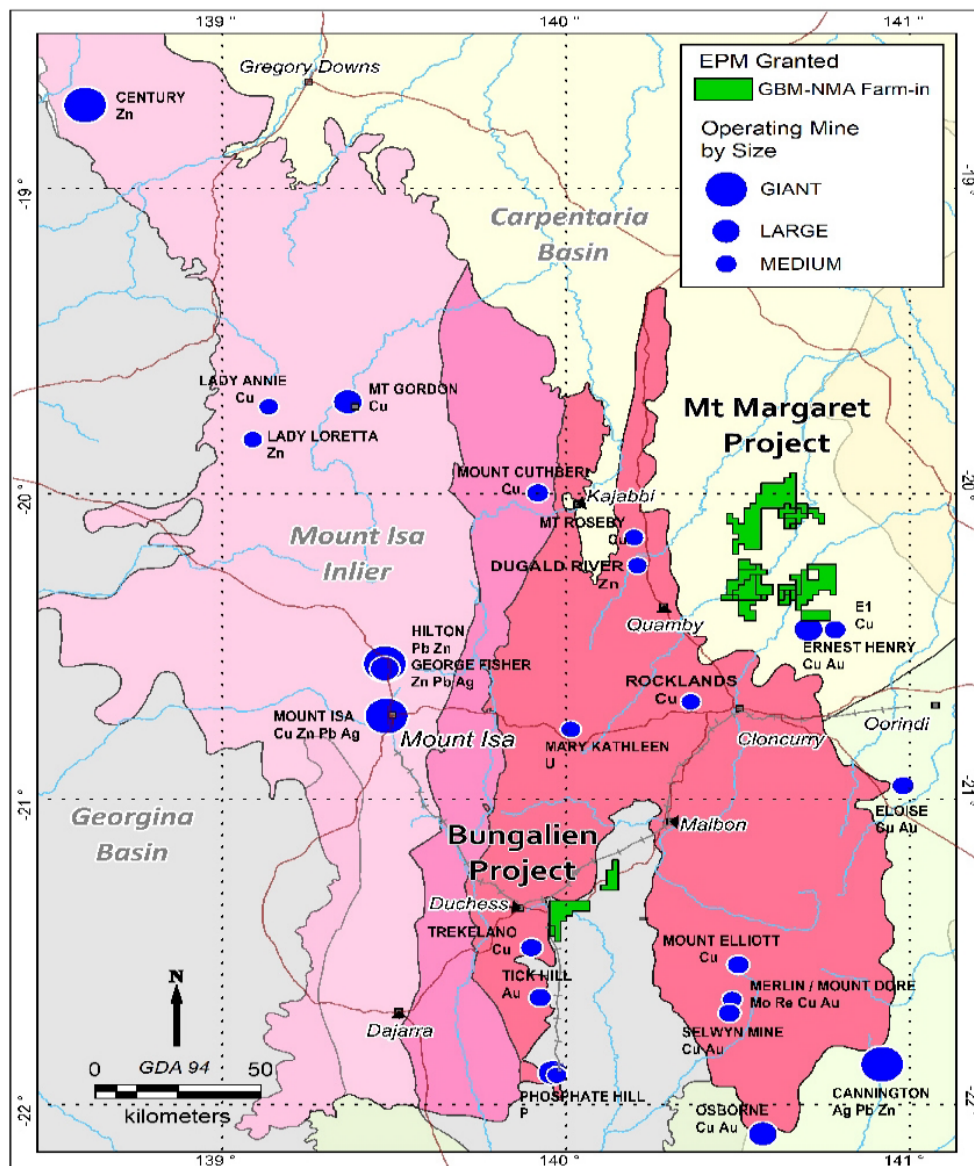 139 °
140 °
141 °
Gregory Downs
CENTURY
Zn
EPM Granted
GBM-NMA Farm-in
Operating Mine
by Size
GIANT
LARGE
MEDIUM
-19
-19
Carpentaria
Basin
LADY ANNIE
Cu
MT GORDON
Cu
LADY LORETTA
Zn
Mt Margaret
Project
MOUNT CUTHBERT
Cu
Kajabbi
-20
-20
MT ROSEBY
Cu
Mount Isa
Inlier
DUGALD RIVER
Zn
Quamby
E1
Cu
ERNEST HENRY
Cu Au
HILTON
Pb Zn
GEORGE FISHER
Zn Pb Ag
ROCKLANDS
Cu
MOUNT ISA
Cu Zn Pb Ag
Mount Isa
MARY KATHLEEN
U
Cloncurry
Oorindi
-21
-21
ELOISE
Cu Au
Georgina
Basin
Malbon
Bungalien
Project
Duchess
TREKELANO
Cu
MOUNT ELLIOTT
Cu
TICK HILL
Au
MERLIN / MOUNT DORE
Mo Re Cu Au
SELWYN MINE
Cu Au
N
Dajarra
0 GDA 94 50
kilometers
PHOSPHATE HILL
P
CANNINGTON
Ag Pb Zn
-22
-22
OSBORNE
Cu Au
139 °
140 °
141 °